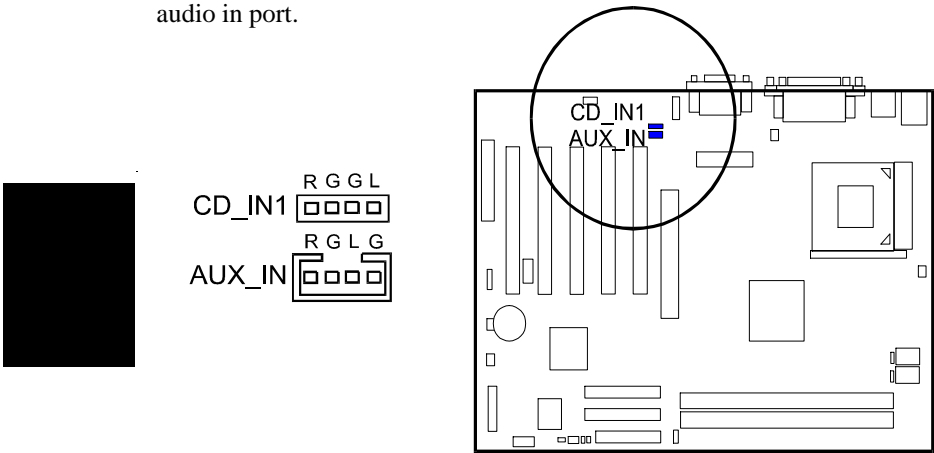 audio in port.
CD_IN1
AUX_IN
R G G L
CD_IN1
R G L G
AUX_IN